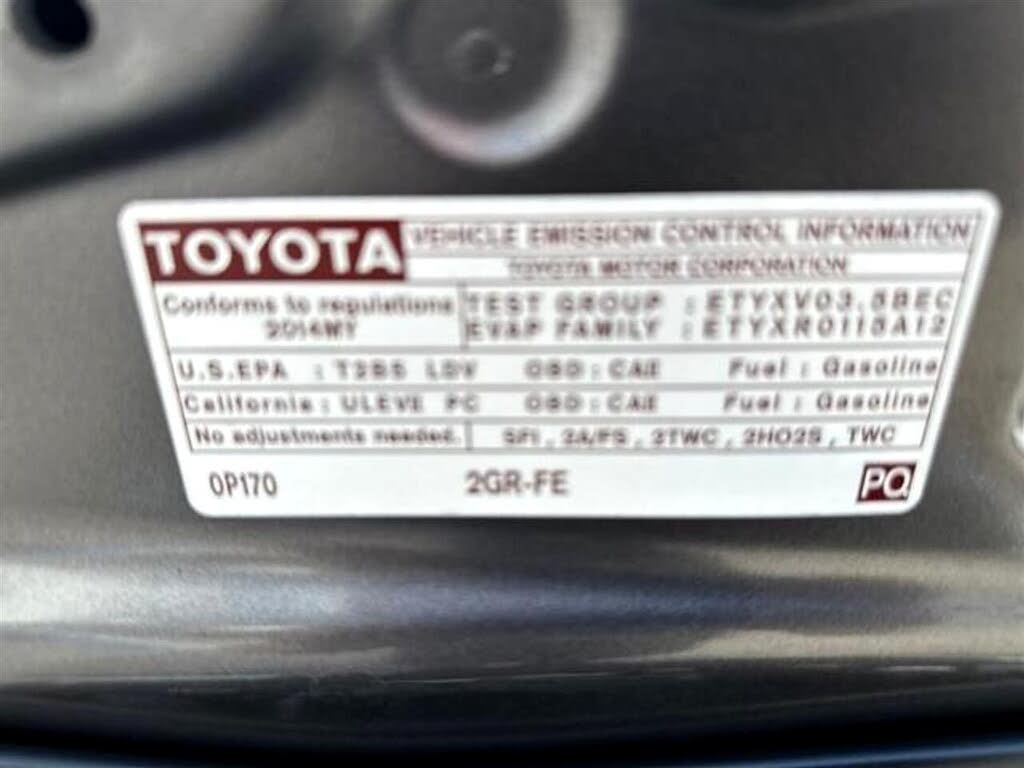 TOYOTA VEHICLE EMISSION CONTROL INFORMATION
TOYOTA MOTOR CORPORATION
Conforms to regulations TEST GROUP : ETYXV03.5BEC
2014MY EVAP FAMILY : ETYXR0115A12
U.S.EPA : T2B5 LDV OBD : CAII Fuel : Gasoline
California : ULEVII PC OBD : CAII Fuel : Gasoline
No adjustments needed. SFI , 2A/FS , 2TWC , 2HO2S , TWC
0P170 2GR-FE PQ